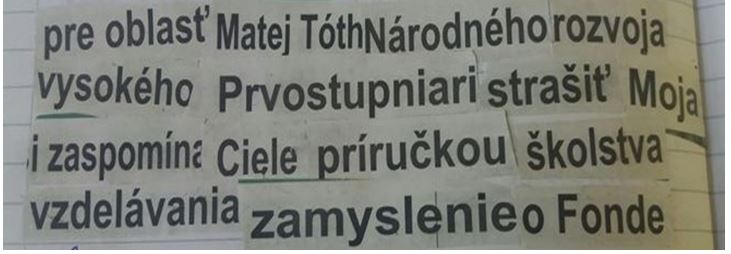 pre oblasť Matej Tóth Národného rozvoja
vysokého Prvostupniari strašiť Moja
i zaspomína Ciele príručkou školstva
vzdelávania zamyslenie o Fonde